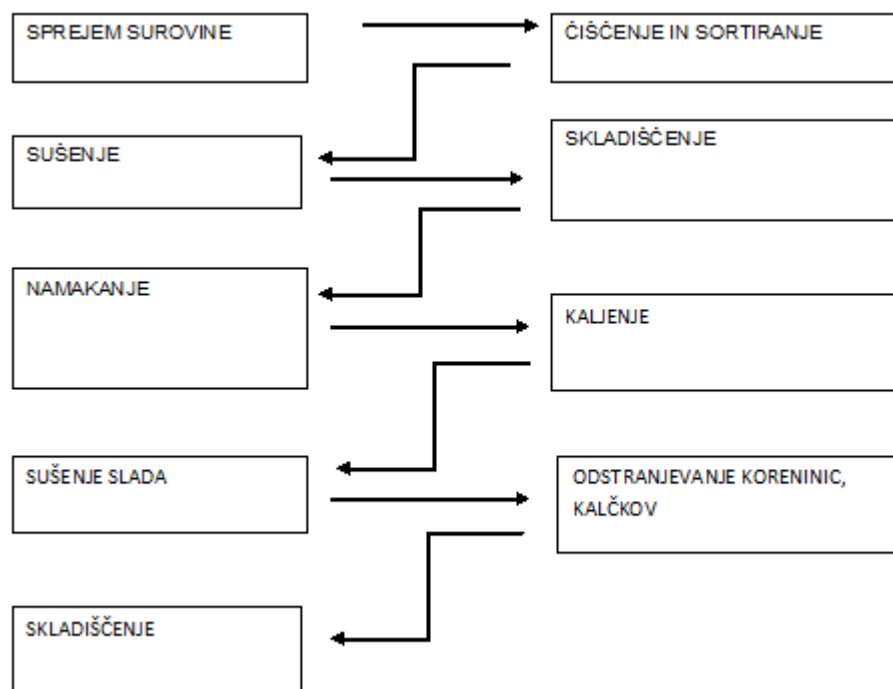 SPREJEM SUROVINE
ČIŠČENJE IN SORTIRANJE
SUŠENJE
SKLADIŠČENJE
NAMAKANJE
KALJENJE
SUŠENJE SLADA
ODSTRANJEVANJE KORENINIC,
KALČKOV
SKLADIŠČENJE